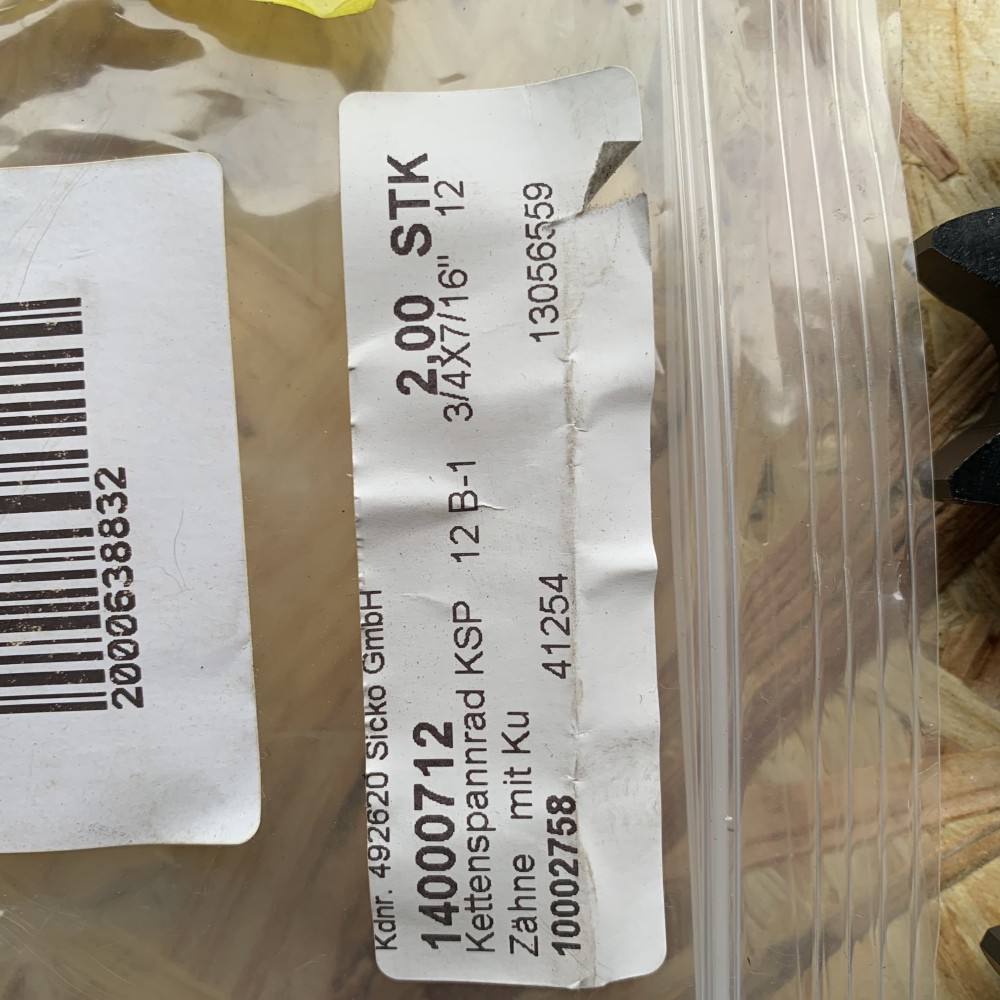 2000638832
Kdnr. 492620 Sicko GmbH
14000712 2,00 STK
Kettenspannrad KSP 12 B-1 3/4X7/16" 12
Zähne mit Ku
10002758 41254 13056559